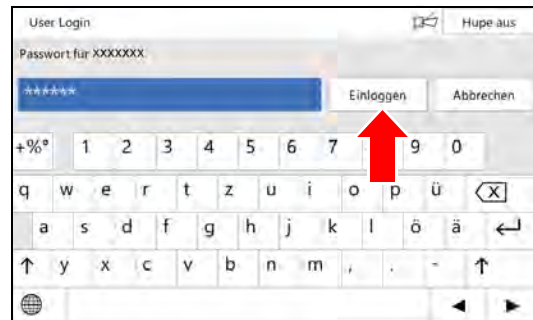 User Login Hupe aus
Passwort für XXXXXXX
****** Einloggen Abbrechen
+%° 1 2 3 4 5 6 7 9 0
q w e r t z u i o p ü
a s d f g h j k l ö ä
y x c v b n m , . -